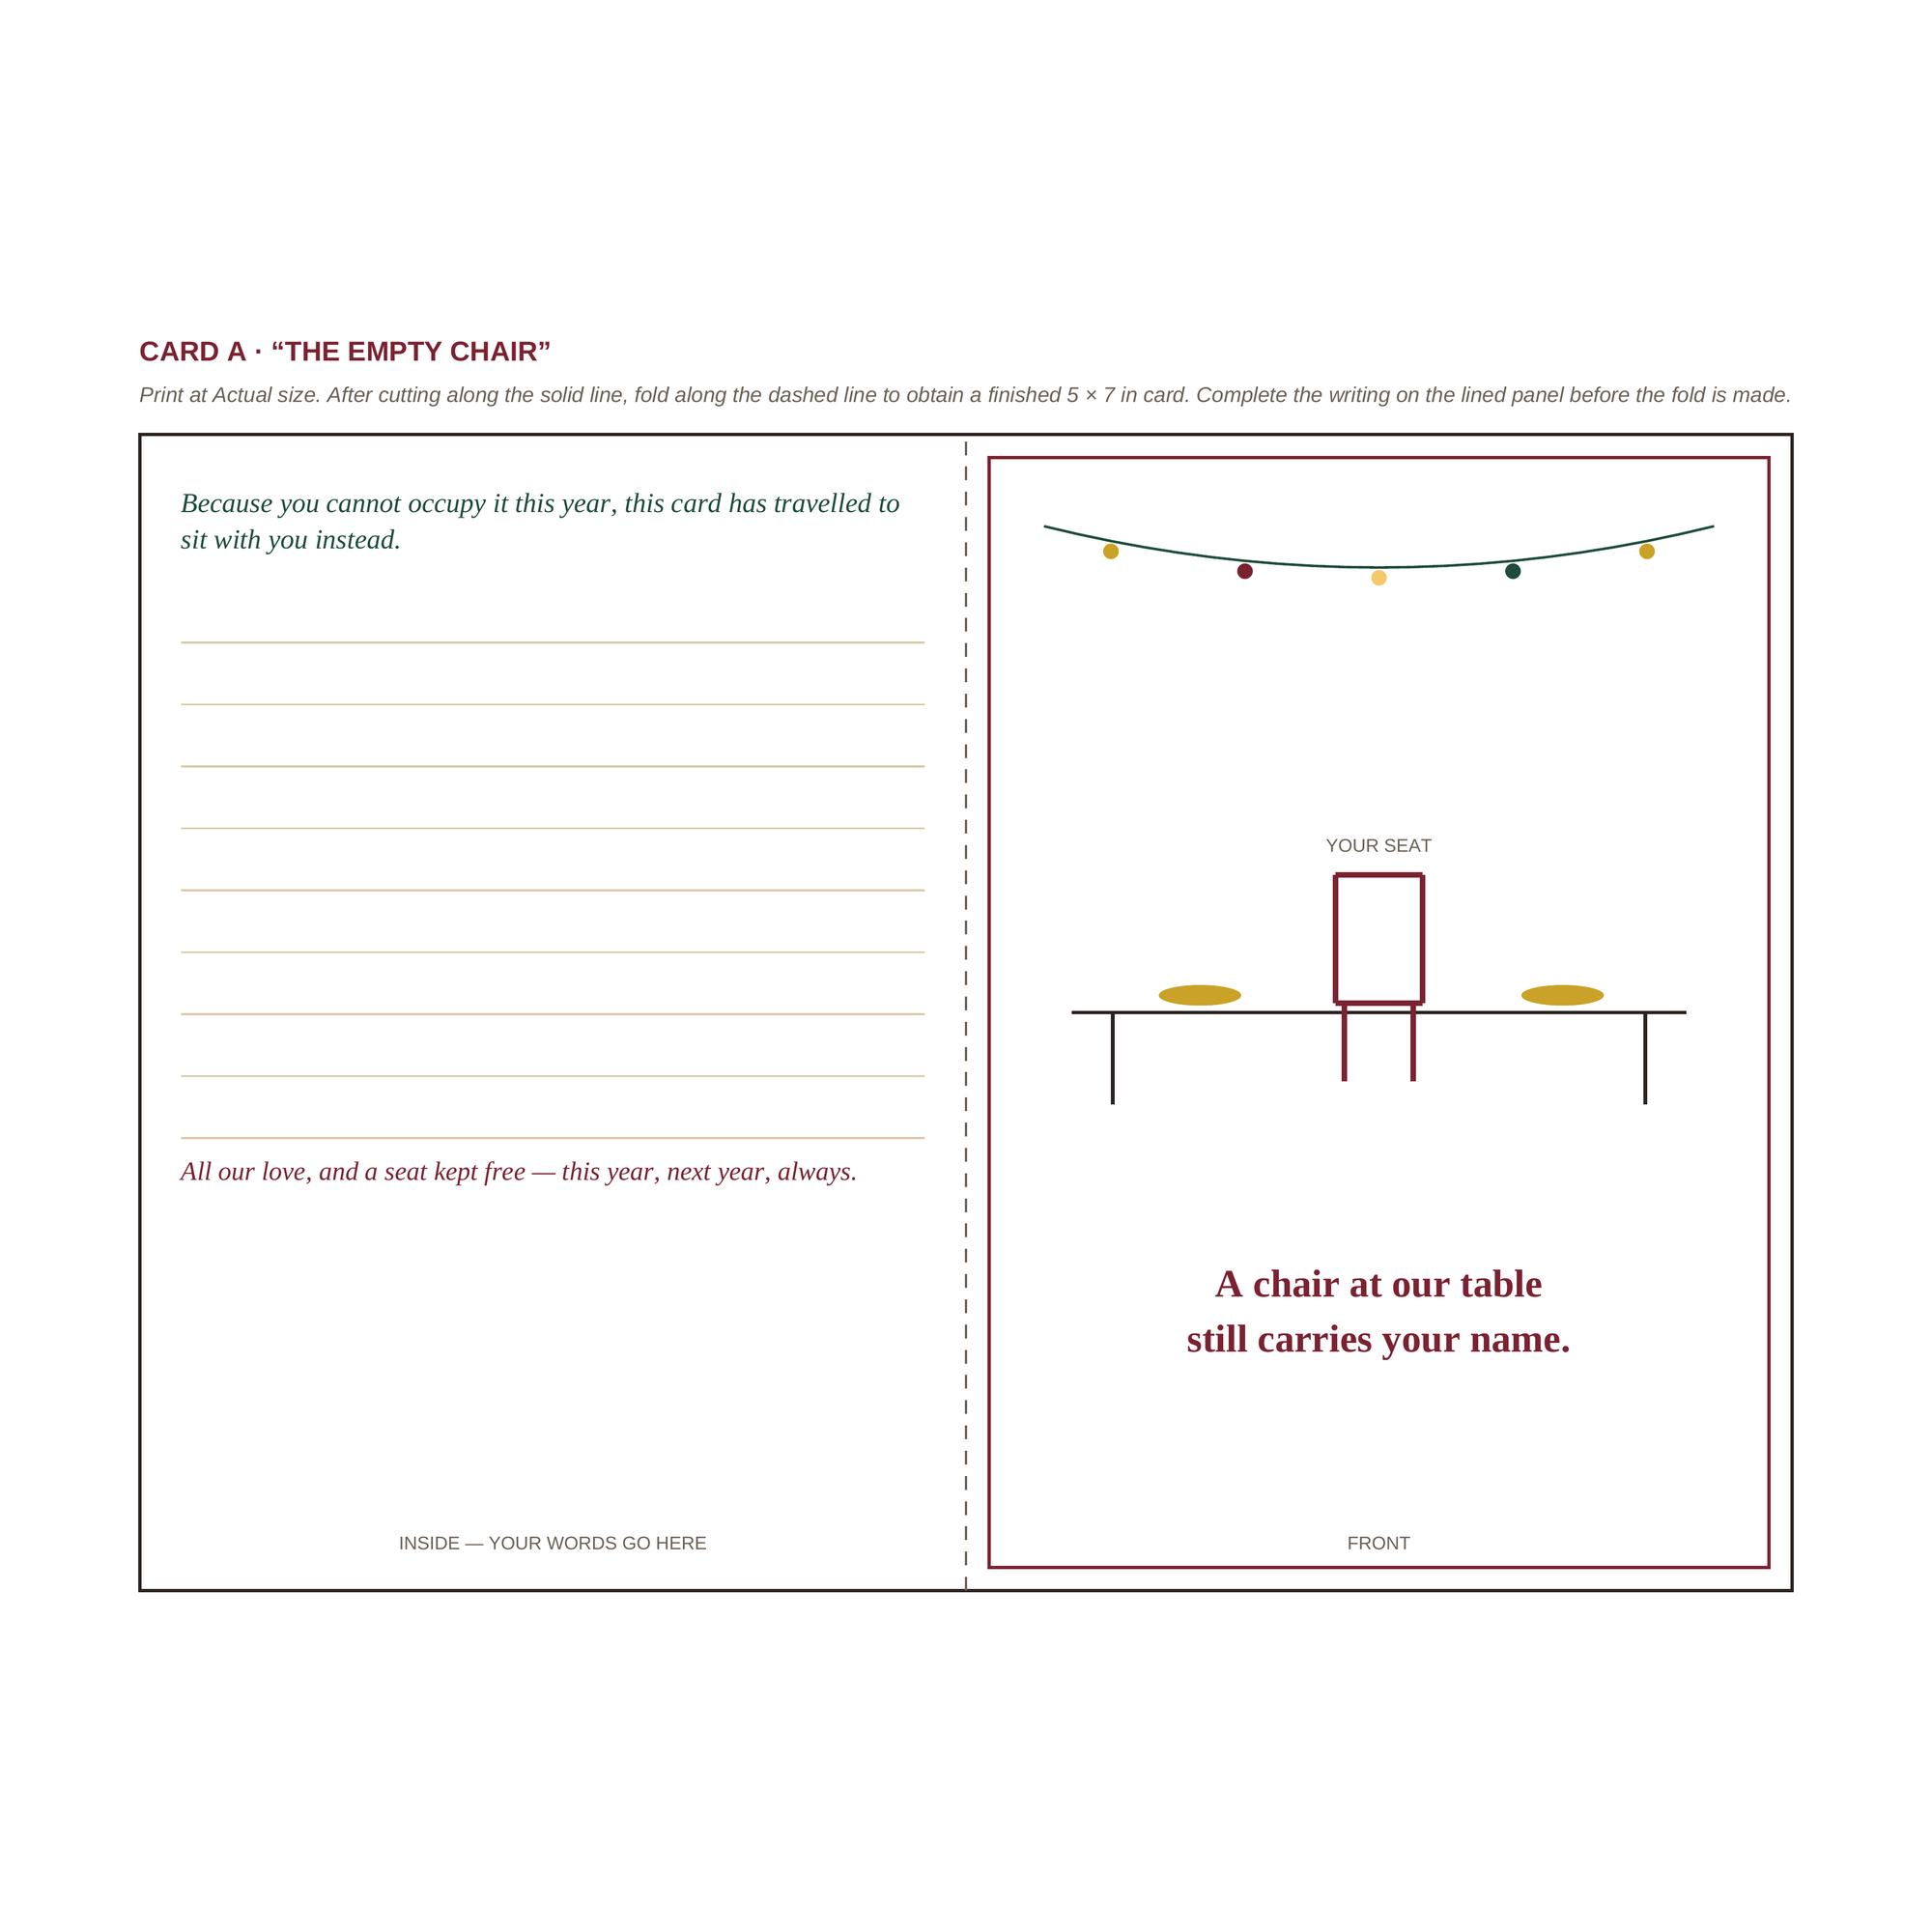 CARD A · “THE EMPTY CHAIR”
Print at Actual size. After cutting along the solid line, fold along the dashed line to obtain a finished 5 × 7 in card. Complete the writing on the lined panel before the fold is made.
Because you cannot occupy it this year, this card has travelled to
sit with you instead.
All our love, and a seat kept free — this year, next year, always.
INSIDE — YOUR WORDS GO HERE
YOUR SEAT
A chair at our table
still carries your name.
FRONT